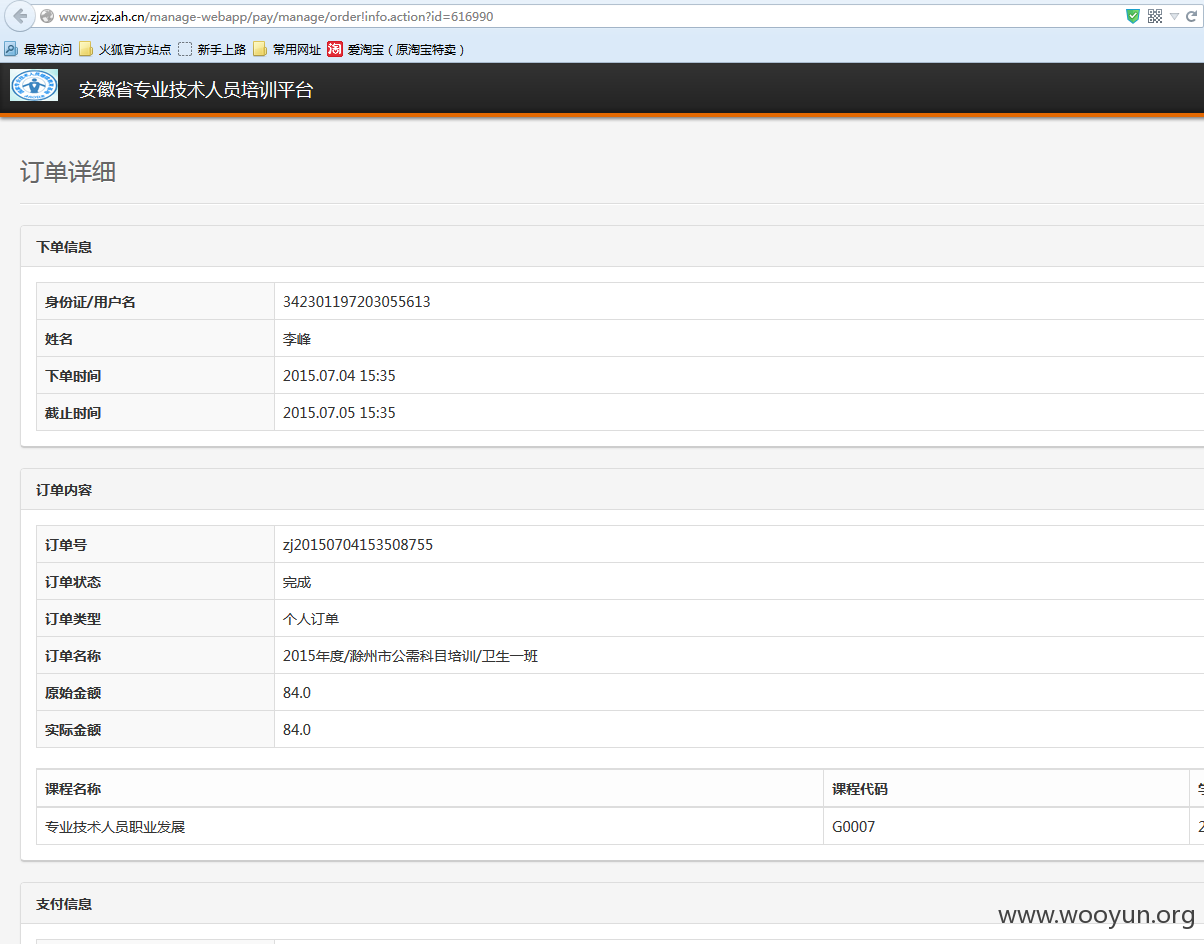 www.zjzx.ah.cn/manage-webapp/pay/manage/order!info.action?id=616990
最常访问 火狐官方站点 新手上路 常用网址 淘 爱淘宝（原淘宝特卖）
安徽省专业技术人员培训平台
订单详细
下单信息
身份证/用户名 342301197203055613
姓名 李峰
下单时间 2015.07.04 15:35
截止时间 2015.07.05 15:35
订单内容
订单号 zj20150704153508755
订单状态 完成
订单类型 个人订单
订单名称 2015年度/滁州市公需科目培训/卫生一班
原始金额 84.0
实际金额 84.0
课程名称 课程代码
专业技术人员职业发展 G0007 2
支付信息
www.wooyun.org